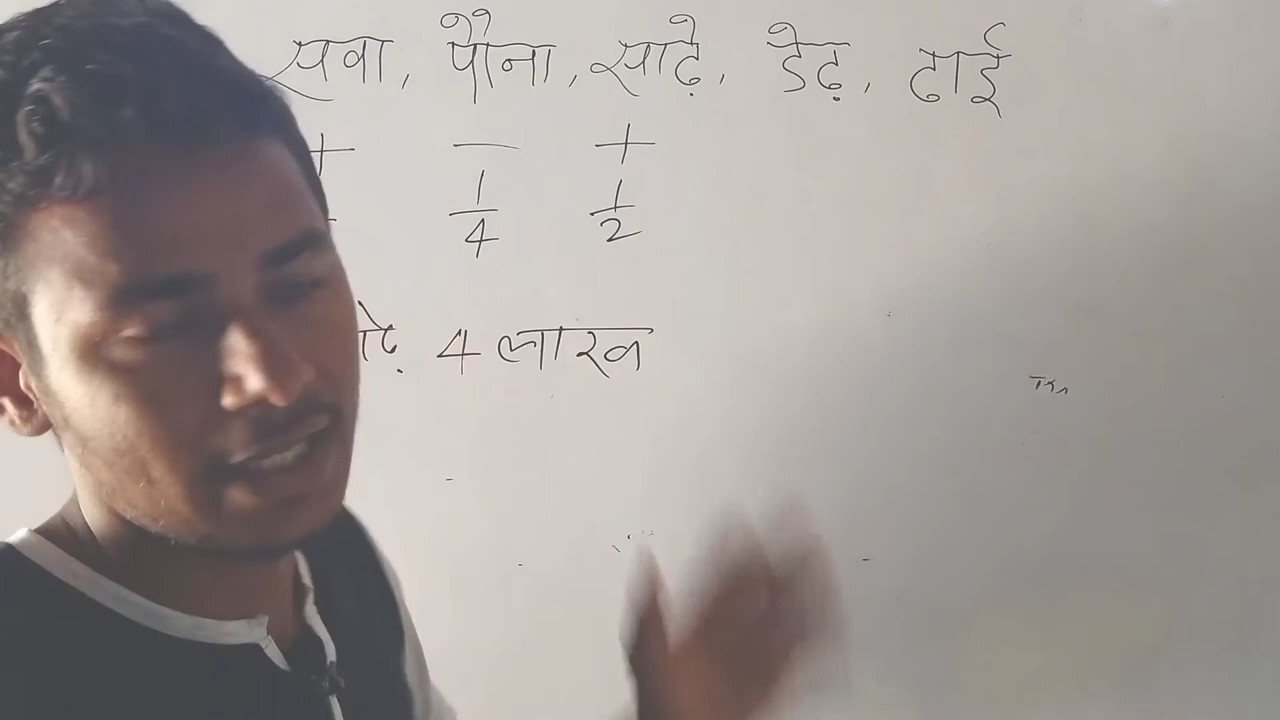 सवा, पौना, साढ़े, डेढ़, ढाई
+ — +
1/4 1/2
4 लाख